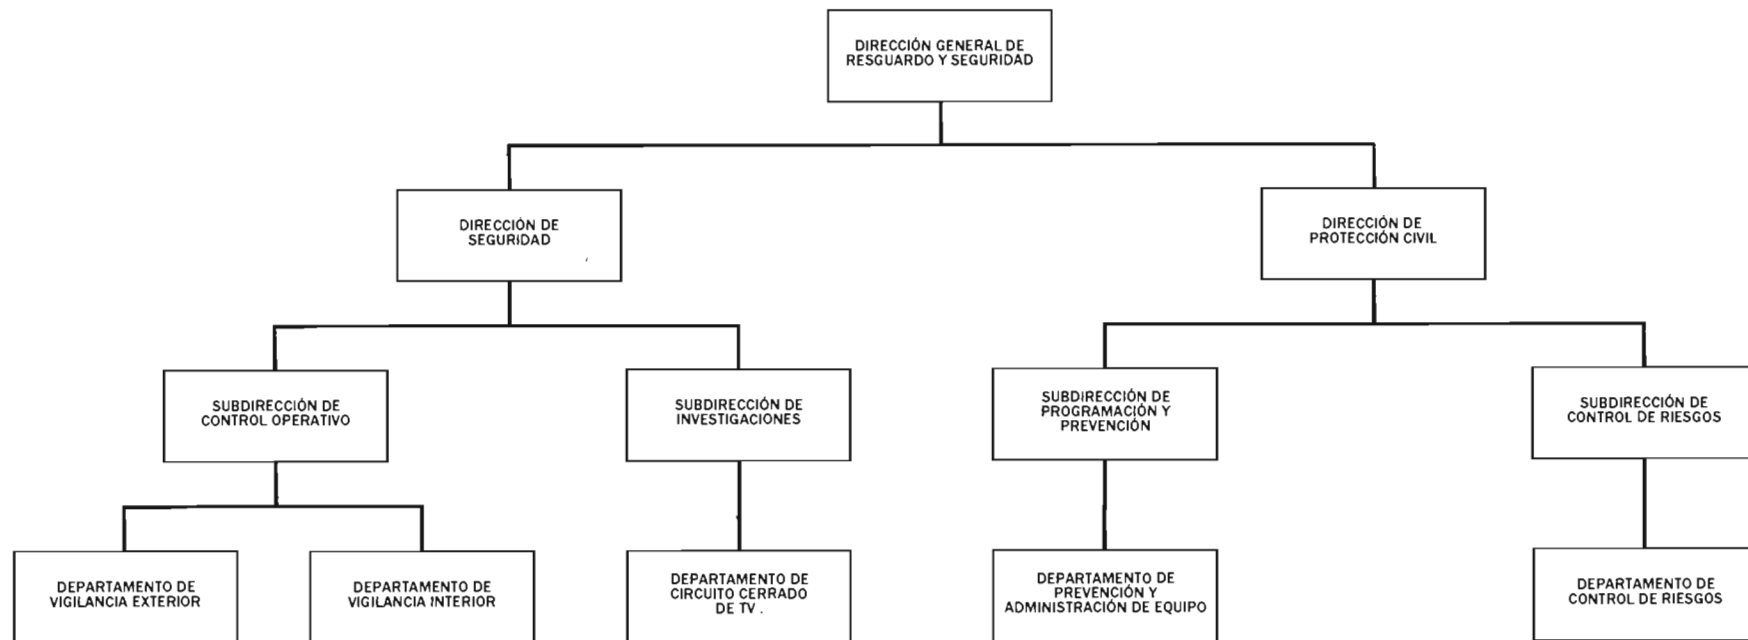 DIRECCIÓN GENERAL DE
RESGUARDO Y SEGURIDAD
DIRECCIÓN DE
SEGURIDAD
DIRECCIÓN DE
PROTECCIÓN CIVIL
SUBDIRECCIÓN DE
CONTROL OPERATIVO
SUBDIRECCIÓN DE
INVESTIGACIONES
SUBDIRECCIÓN DE
PROGRAMACIÓN Y
PREVENCIÓN
SUBDIRECCIÓN DE
CONTROL DE RIESGOS
DEPARTAMENTO DE
VIGILANCIA EXTERIOR
DEPARTAMENTO DE
VIGILANCIA INTERIOR
DEPARTAMENTO DE
CIRCUITO CERRADO
DE TV .
DEPARTAMENTO DE
PREVENCIÓN Y
ADMINISTRACIÓN DE EQUIPO
DEPARTAMENTO DE
CONTROL DE RIESGOS